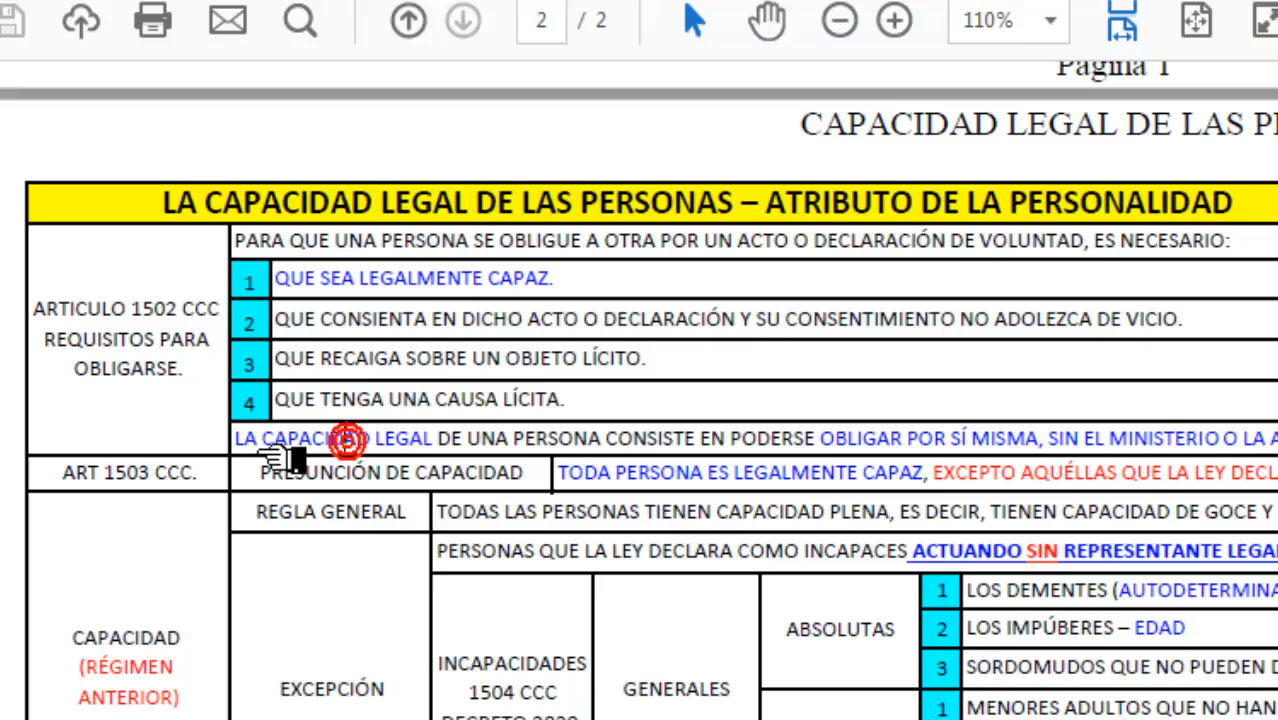 2 / 2
110%
Página 1
CAPACIDAD LEGAL DE LAS
LA CAPACIDAD LEGAL DE LAS PERSONAS – ATRIBUTO DE LA PERSONALIDAD
ARTICULO 1502 CCC
REQUISITOS PARA
OBLIGARSE.
PARA QUE UNA PERSONA SE OBLIGUE A OTRA POR UN ACTO O DECLARACIÓN DE VOLUNTAD, ES NECESARIO:
1 QUE SEA LEGALMENTE CAPAZ.
2 QUE CONSIENTA EN DICHO ACTO O DECLARACIÓN Y SU CONSENTIMIENTO NO ADOLEZCA DE VICIO.
3 QUE RECAIGA SOBRE UN OBJETO LÍCITO.
4 QUE TENGA UNA CAUSA LÍCITA.
LA CAPACIDAD LEGAL DE UNA PERSONA CONSISTE EN PODERSE OBLIGAR POR SÍ MISMA, SIN EL MINISTERIO O LA
ART 1503 CCC.
PRESUNCIÓN DE CAPACIDAD
TODA PERSONA ES LEGALMENTE CAPAZ, EXCEPTO AQUÉLLAS QUE LA LEY
CAPACIDAD
(RÉGIMEN
ANTERIOR)
REGLA GENERAL
TODAS LAS PERSONAS TIENEN CAPACIDAD PLENA, ES DECIR, TIENEN CAPACIDAD DE GOCE Y
EXCEPCIÓN
PERSONAS QUE LA LEY DECLARA COMO INCAPACES ACTUANDO SIN REPRESENTANTE
INCAPACIDADES
1504 CCC
GENERALES
ABSOLUTAS
1 LOS DEMENTES
2 LOS IMPÚBERES – EDAD
3 SORDOMUDOS QUE NO PUEDEN
1 MENORES ADULTOS QUE NO HAN